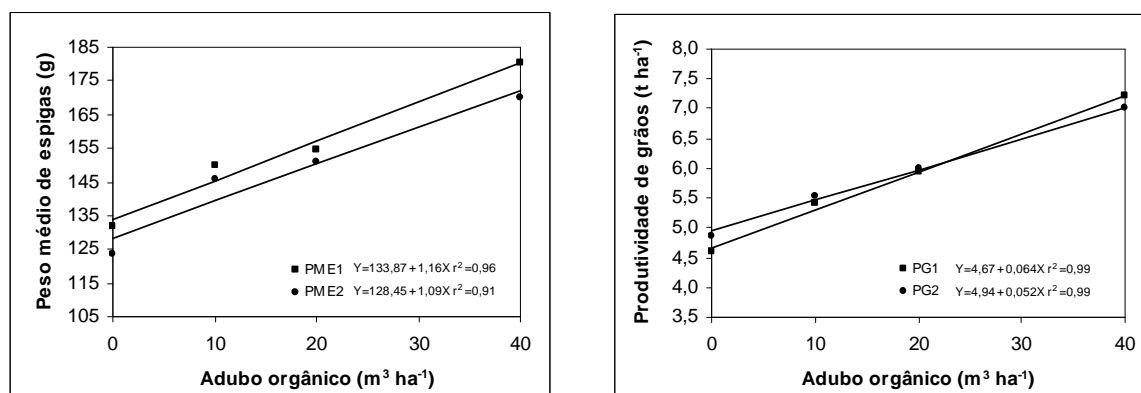 Peso médio de espigas (g)
185
175
165
155
145
135
125
115
105
PME1 Y=133,87+1,16X r²=0,96
PME2 Y=128,45+1,09X r²=0,91
0 10 20 30 40
Adubo orgânico (m³ ha⁻¹)
Produtividade de grãos (t ha⁻¹)
8,0
7,5
7,0
6,5
6,0
5,5
5,0
4,5
4,0
3,5
PG1 Y=4,67+0,064X r²=0,99
PG2 Y=4,94+0,052X r²=0,99
0 10 20 30 40
Adubo orgânico (m³ ha⁻¹)